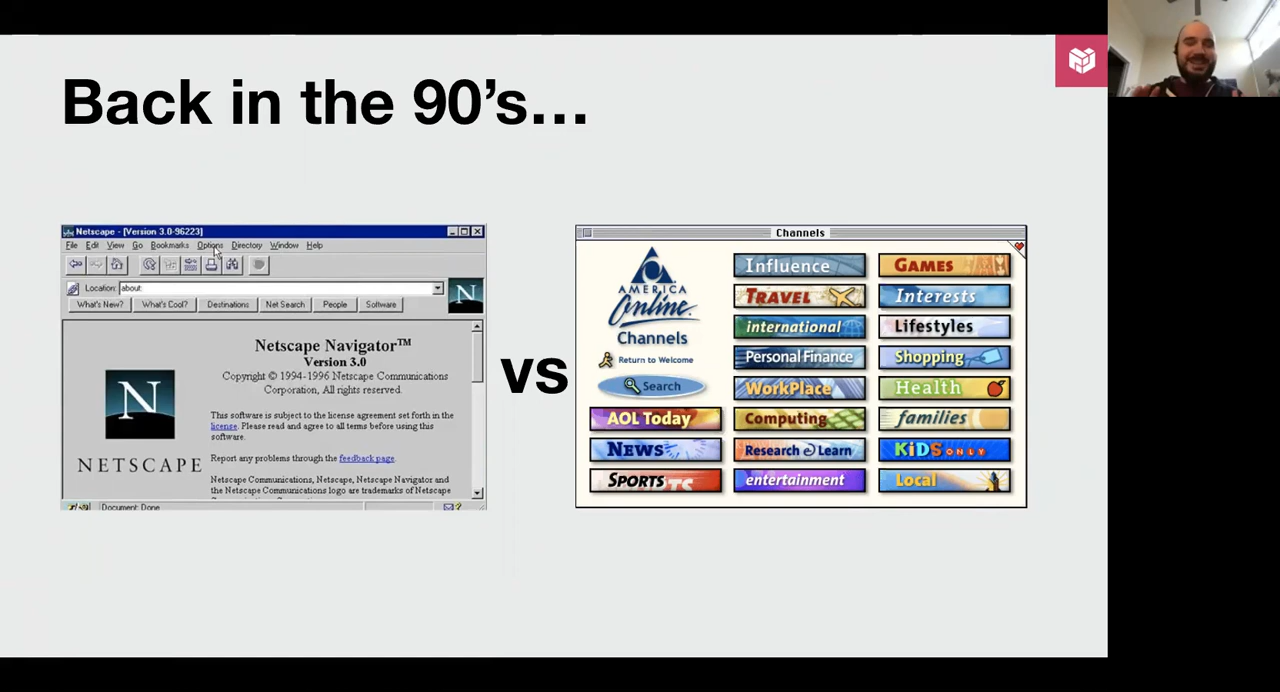 Back in the 90's…
Netscape - [Version 3.0-96223]
File Edit View Go Bookmarks Options Directory Window Help
Location: about:
What's New? What's Cool? Destinations Net Search People Software
N
Netscape Navigator™
Version 3.0
Copyright © 1994-1996 Netscape Communications
Corporation, All rights reserved.
N
NETSCAPE
This software is subject to the license agreement set forth in the
license. Please read and agree to all terms before using this
software.
Report any problems through the feedback page.
Netscape Communications, Netscape, Netscape Navigator and
the Netscape Communications logo are trademarks of Netscape
Document: Done
vs
Channels
AMERICA
Online
Channels
Return to Welcome
Search
AOL Today
News
Sports
Influence
Travel
international
Personal Finance
WorkPlace
Computing
Research & Learn
entertainment
Games
Interests
Lifestyles
Shopping
Health
families
KiDS ONLY
Local